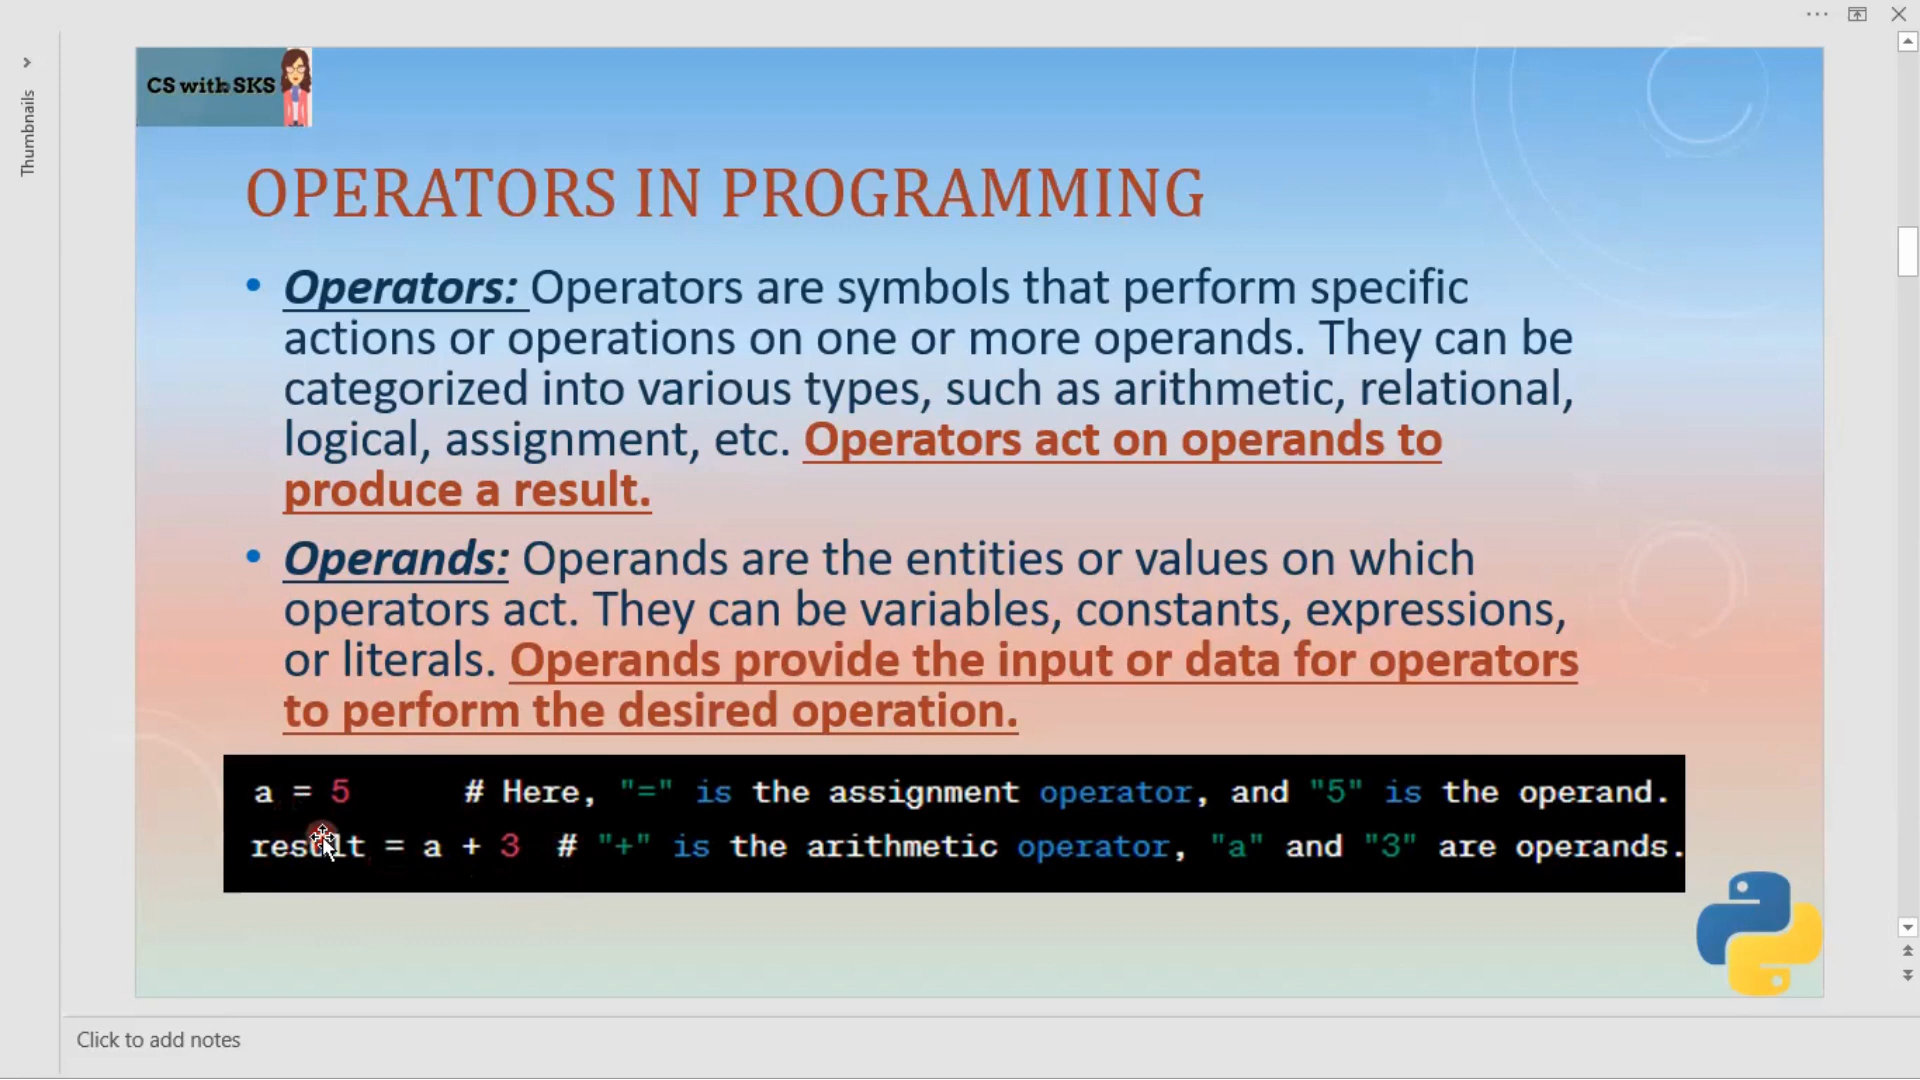 Thumbnails
CS with SKS
OPERATORS IN PROGRAMMING
• Operators: Operators are symbols that perform specific
actions or operations on one or more operands. They can be
categorized into various types, such as arithmetic, relational,
logical, assignment, etc. Operators act on operands to
produce a result.
• Operands: Operands are the entities or values on which
operators act. They can be variables, constants, expressions,
or literals. Operands provide the input or data for operators
to perform the desired operation.
a = 5 # Here, "=" is the assignment operator, and "5" is the operand.
result = a + 3 # "+" is the arithmetic operator, "a" and "3" are operands.
Click to add notes